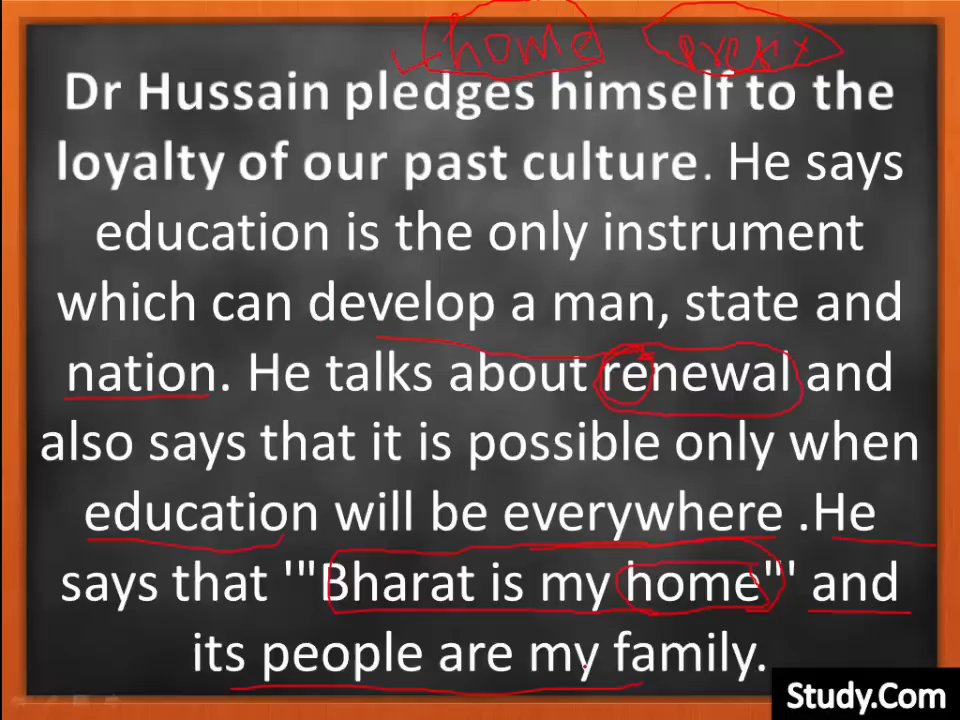 home
Dr Hussain pledges himself to the
loyalty of our past culture. He says
education is the only instrument
which can develop a man, state and
nation. He talks about renewal and
also says that it is possible only when
education will be everywhere .He
says that '"Bharat is my home"' and
its people are my family.
Study.Com